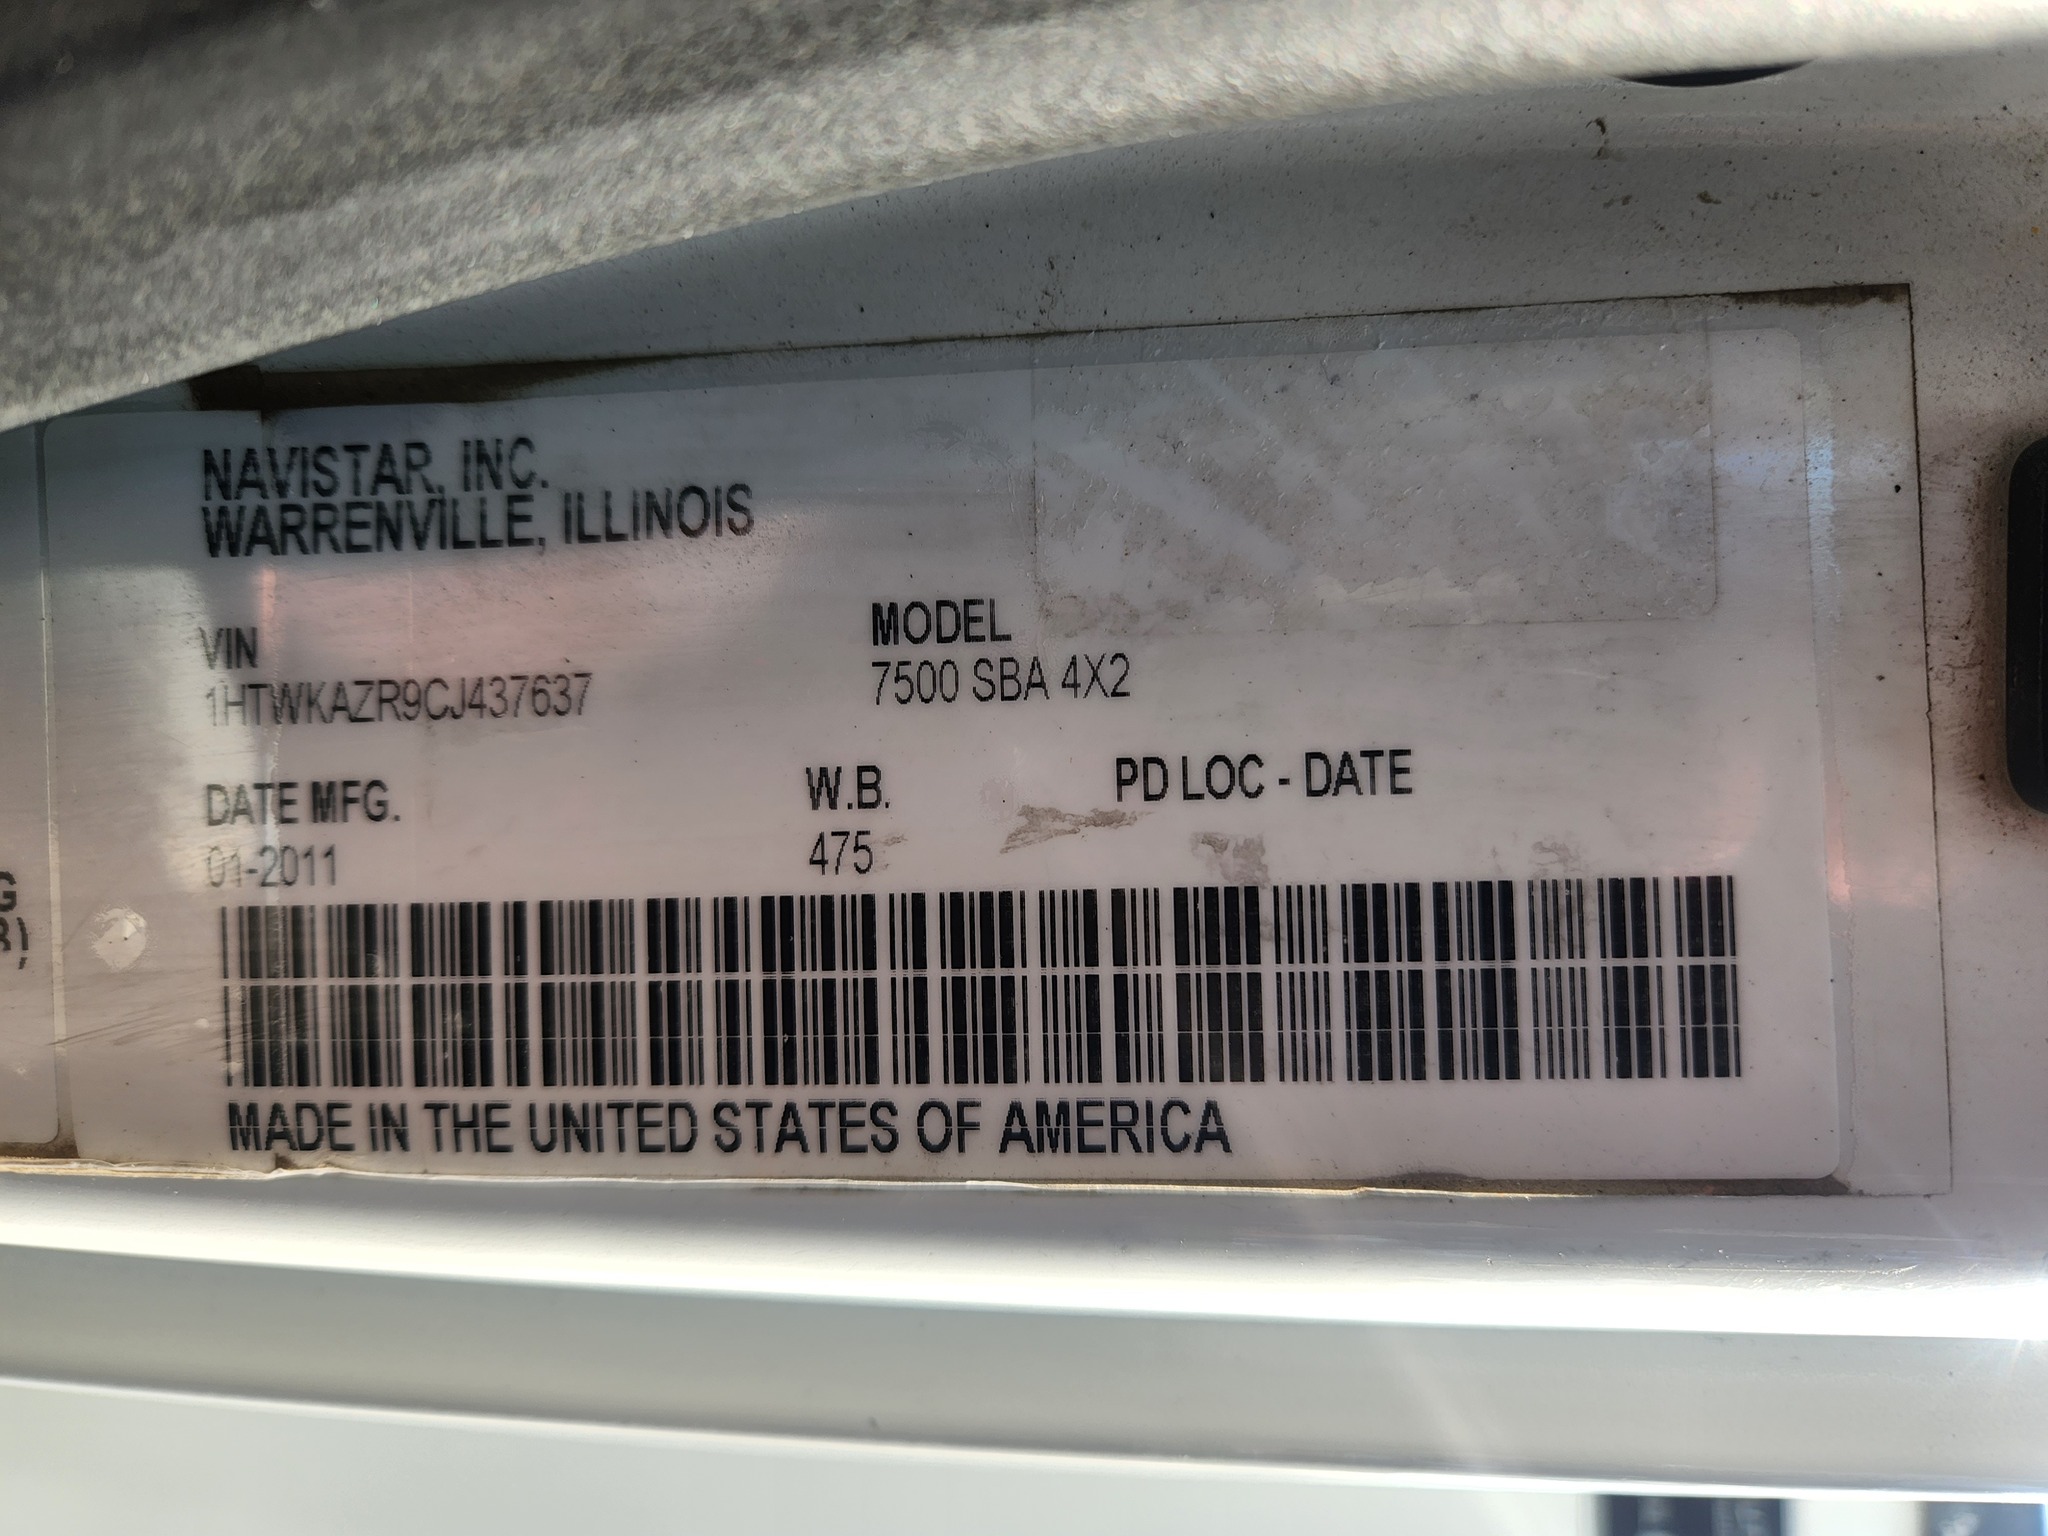 NAVISTAR, INC.
WARRENVILLE, ILLINOIS
VIN
1HTWKAZR9CJ437637
MODEL
7500 SBA 4X2
DATE MFG.
01-2011
W.B.
475
PD LOC - DATE
MADE IN THE UNITED STATES OF AMERICA